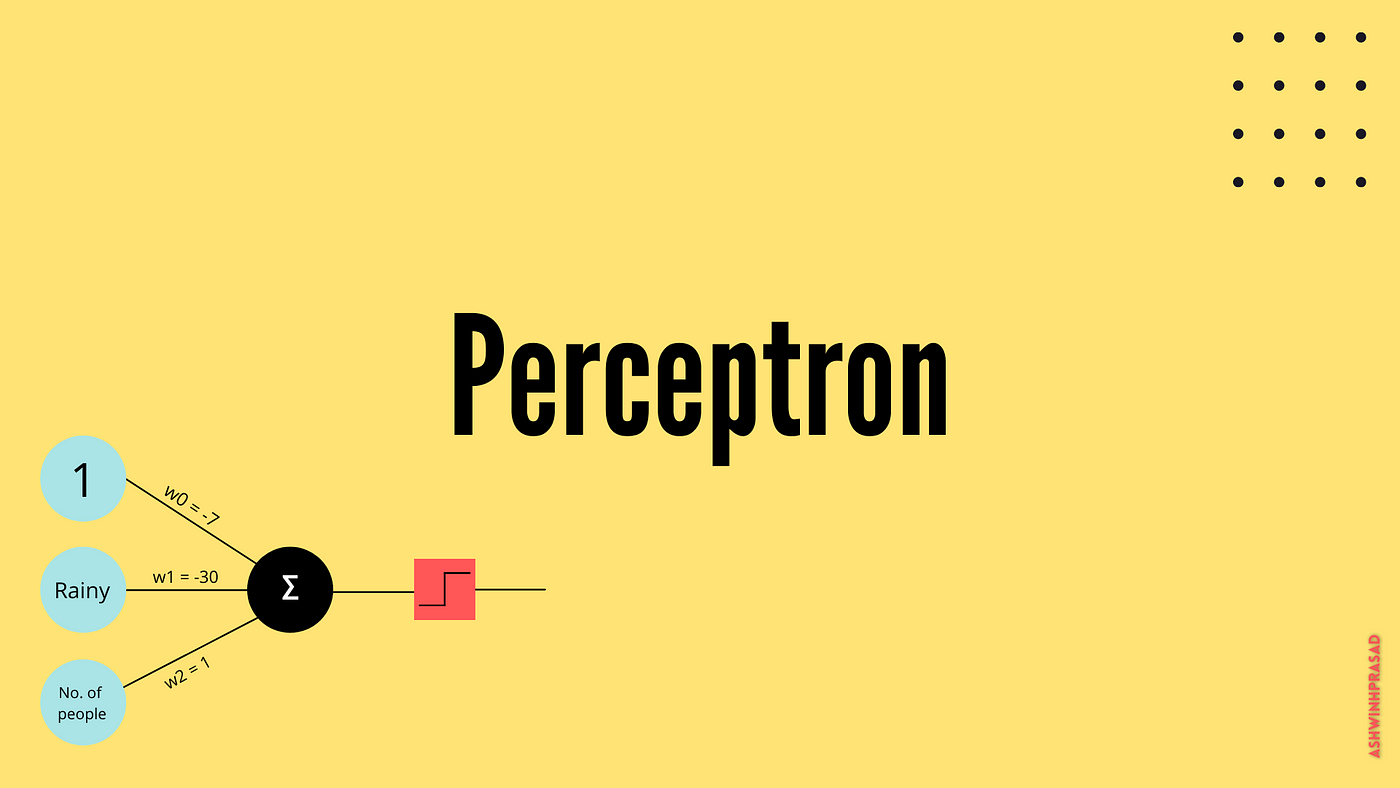 Perceptron
1
w0 = -7
Rainy
w1 = -30
Σ
No. of
people
w2 = 1
ASHWINHPRASAD